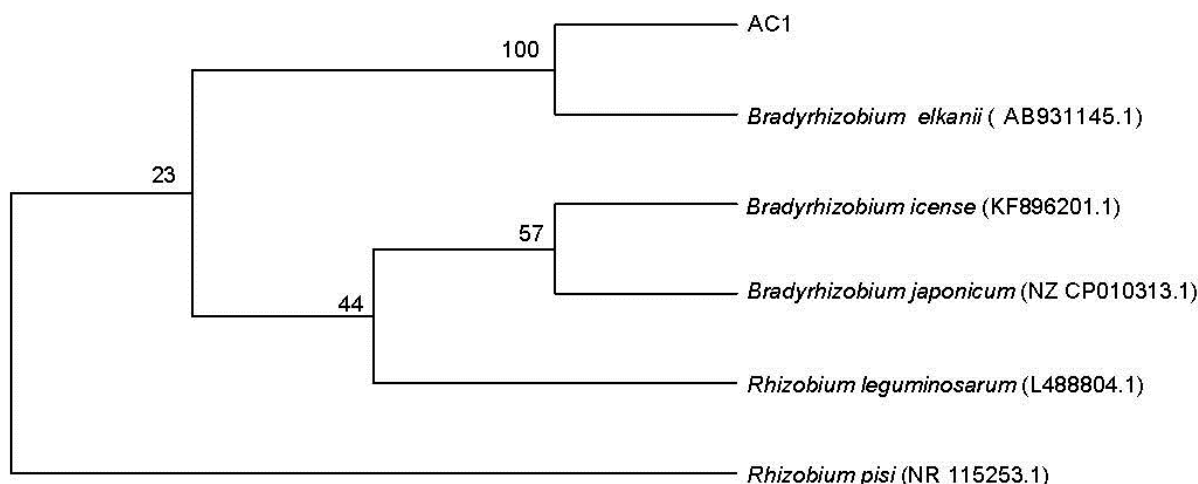 AC1
100
Bradyrhizobium elkanii ( AB931145.1)
23
Bradyrhizobium icense (KF896201.1)
57
Bradyrhizobium japonicum (NZ CP010313.1)
44
Rhizobium leguminosarum (L488804.1)
Rhizobium pisi (NR 115253.1)